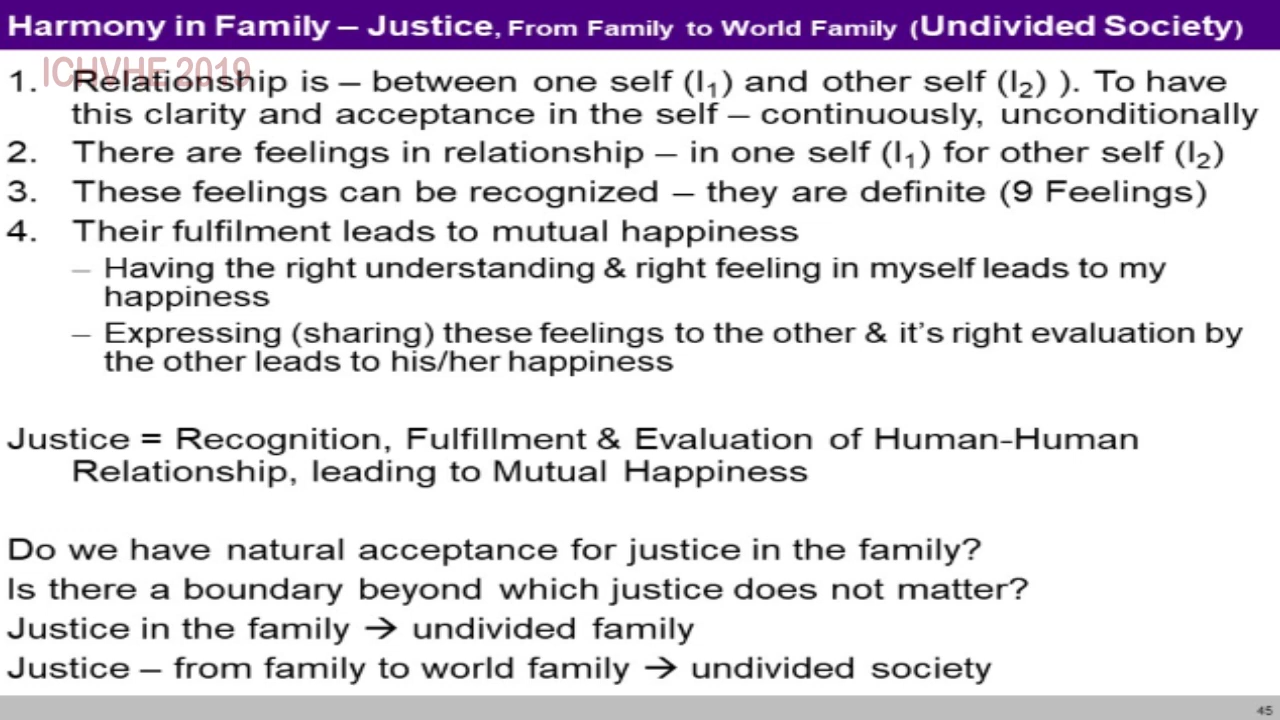 Harmony in Family – Justice, From Family to World Family (Undivided Society)
ICHVHE 2019
1. Relationship is – between one self (I₁) and other self (I₂) ). To have
this clarity and acceptance in the self – continuously, unconditionally
2. There are feelings in relationship – in one self (I₁) for other self (I₂)
3. These feelings can be recognized – they are definite (9 Feelings)
4. Their fulfilment leads to mutual happiness
– Having the right understanding & right feeling in myself leads to my
happiness
– Expressing (sharing) these feelings to the other & it's right evaluation by
the other leads to his/her happiness
Justice = Recognition, Fulfillment & Evaluation of Human-Human
Relationship, leading to Mutual Happiness
Do we have natural acceptance for justice in the family?
Is there a boundary beyond which justice does not matter?
Justice in the family → undivided family
Justice – from family to world family → undivided society
45